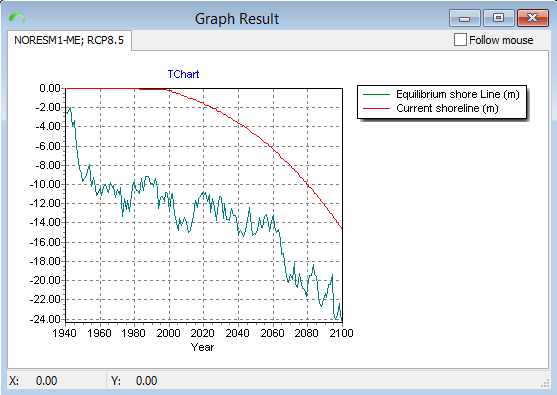 Graph Result
NORESM1-ME; RCP8.5
Follow mouse
TChart
0.00
-2.00
-4.00
-6.00
-8.00
-10.00
-12.00
-14.00
-16.00
-18.00
-20.00
-22.00
-24.00
1940 1960 1980 2000 2020 2040 2060 2080 2100
Year
Equilibrium shore Line (m)
Current shoreline (m)
X: 0.00 Y: 0.00